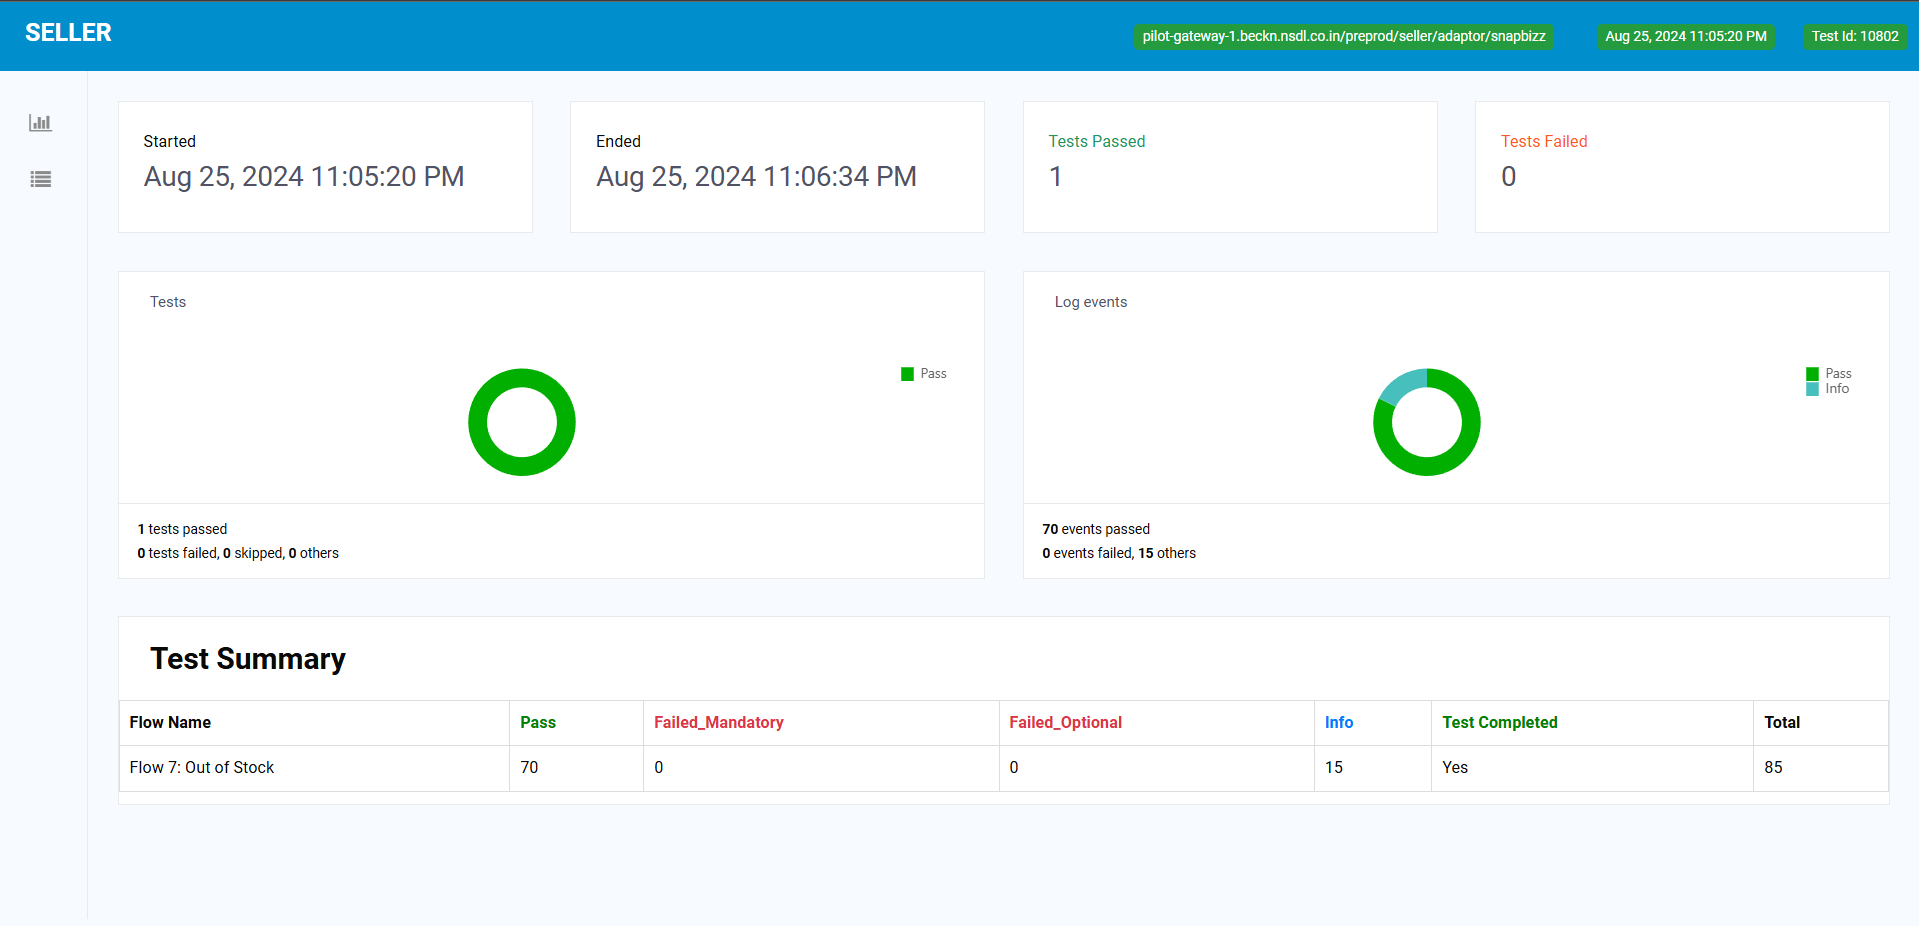 SELLER
pilot-gateway-1.beckn.nsdl.co.in/preprod/seller/adaptor/snapbizz
Aug 25, 2024 11:05:20 PM
Test Id: 10802
Started
Aug 25, 2024 11:05:20 PM
Ended
Aug 25, 2024 11:06:34 PM
Tests Passed
1
Tests Failed
0
Tests
Pass
1 tests passed
0 tests failed, 0 skipped, 0 others
Log events
Pass
Info
70 events passed
0 events failed, 15 others
Test Summary
Flow Name Pass Failed_Mandatory Failed_Optional Info Test Completed Total
Flow 7: Out of Stock 70 0 0 15 Yes 85